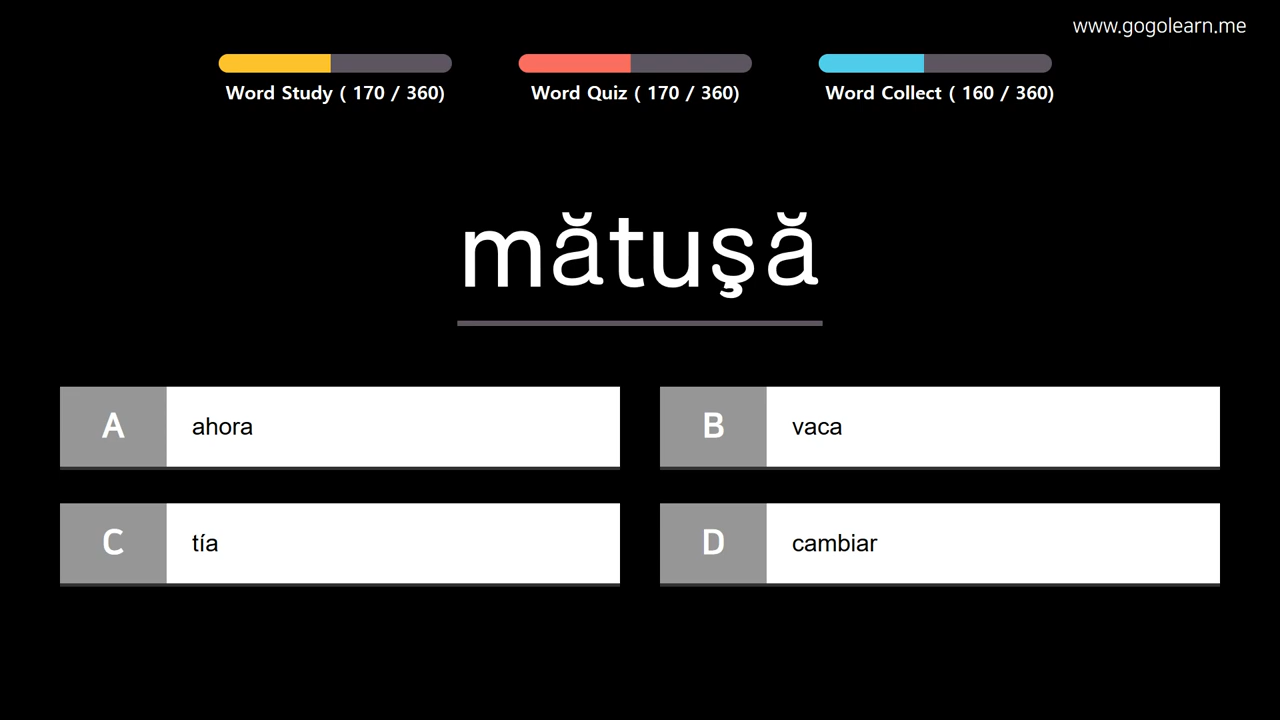 www.gogolearn.me
Word Study ( 170 / 360)
Word Quiz ( 170 / 360)
Word Collect ( 160 / 360)
mătuşă
A ahora
B vaca
C tía
D cambiar